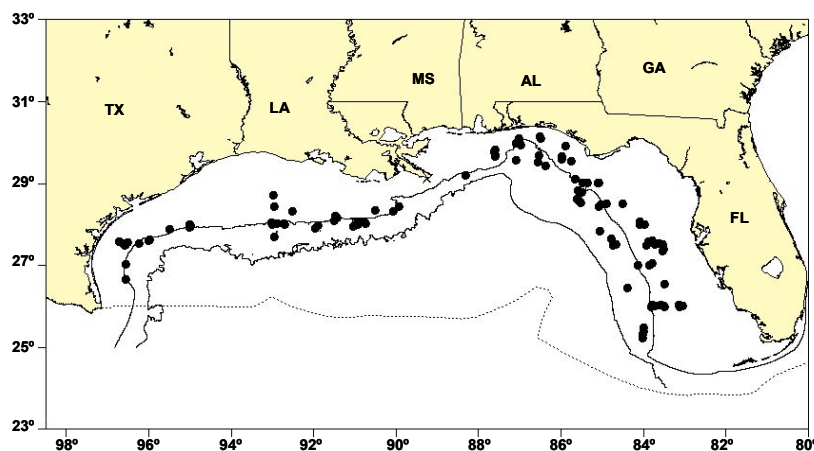 33º
31º
29º
27º
25º
23º
TX
LA
MS
AL
GA
FL
98º 96º 94º 92º 90º 88º 86º 84º 82º 80º